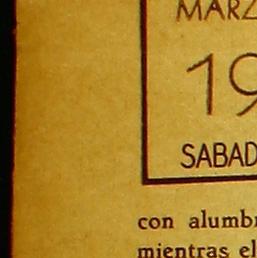 MARZ
19
SABAD
con alumbr
mientras el